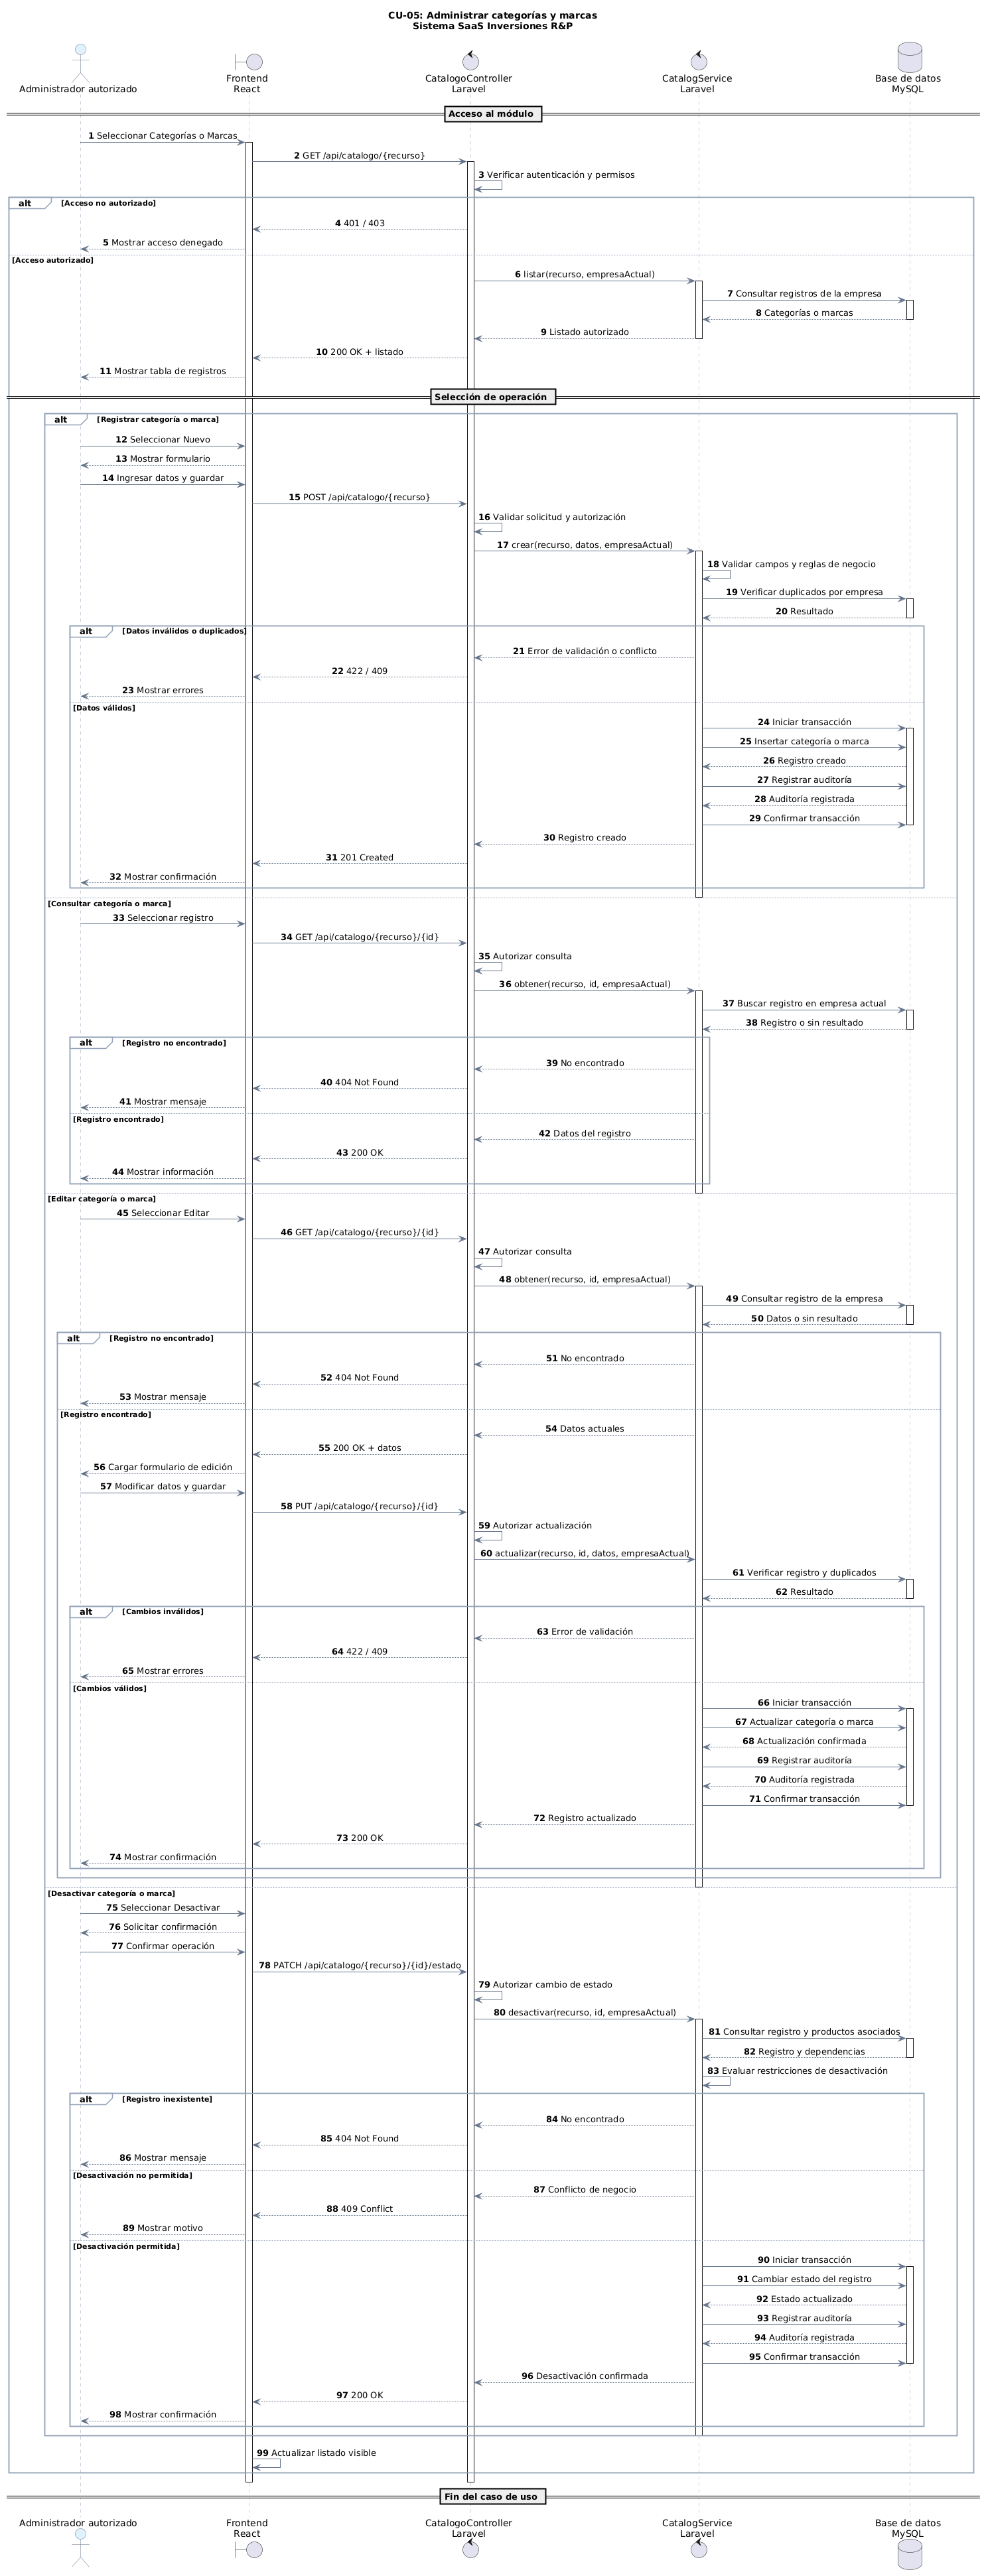 CU-05: Administrar categorías y marcas
Sistema SaaS Inversiones R&P
Administrador autorizado
Frontend
React
CatalogoController
Laravel
CatalogService
Laravel
Base de datos
MySQL
Acceso al módulo
1 Seleccionar Categorías o Marcas
2 GET /api/catalogo/{recurso}
3 Verificar autenticación y permisos
alt [Acceso no autorizado]
4 401 / 403
5 Mostrar acceso denegado
[Acceso autorizado]
6 listar(recurso, empresaActual)
7 Consultar registros de la empresa
8 Categorías o marcas
9 Listado autorizado
10 200 OK + listado
11 Mostrar tabla de registros
Selección de operación
alt [Registrar categoría o marca]
12 Seleccionar Nuevo
13 Mostrar formulario
14 Ingresar datos y guardar
15 POST /api/catalogo/{recurso}
16 Validar solicitud y autorización
17 crear(recurso, datos, empresaActual)
18 Validar campos y reglas de negocio
19 Verificar duplicados por empresa
20 Resultado
alt [Datos inválidos o duplicados]
21 Error de validación o conflicto
22 422 / 409
23 Mostrar errores
[Datos válidos]
24 Iniciar transacción
25 Insertar categoría o marca
26 Registro creado
27 Registrar auditoría
28 Auditoría registrada
29 Confirmar transacción
30 Registro creado
31 201 Created
32 Mostrar confirmación
[Consultar categoría o marca]
33 Seleccionar registro
34 GET /api/catalogo/{recurso}/{id}
35 Autorizar consulta
36 obtener(recurso, id, empresaActual)
37 Buscar registro en empresa actual
38 Registro o sin resultado
alt [Registro no encontrado]
39 No encontrado
40 404 Not Found
41 Mostrar mensaje
[Registro encontrado]
42 Datos del registro
43 200 OK
44 Mostrar información
[Editar categoría o marca]
45 Seleccionar Editar
46 GET /api/catalogo/{recurso}/{id}
47 Autorizar consulta
48 obtener(recurso, id, empresaActual)
49 Consultar registro de la empresa
50 Datos o sin resultado
alt [Registro no encontrado]
51 No encontrado
52 404 Not Found
53 Mostrar mensaje
[Registro encontrado]
54 Datos actuales
55 200 OK + datos
56 Cargar formulario de edición
57 Modificar datos y guardar
58 PUT /api/catalogo/{recurso}/{id}
59 Autorizar actualización
60 actualizar(recurso, id, datos, empresaActual)
61 Verificar registro y duplicados
62 Resultado
alt [Cambios inválidos]
63 Error de validación
64 422 / 409
65 Mostrar errores
[Cambios válidos]
66 Iniciar transacción
67 Actualizar categoría o marca
68 Actualización confirmada
69 Registrar auditoría
70 Auditoría registrada
71 Confirmar transacción
72 Registro actualizado
73 200 OK
74 Mostrar confirmación
[Desactivar categoría o marca]
75 Seleccionar Desactivar
76 Solicitar confirmación
77 Confirmar operación
78 PATCH /api/catalogo/{recurso}/{id}/estado
79 Autorizar cambio de estado
80 desactivar(recurso, id, empresaActual)
81 Consultar registro y productos asociados
82 Registro y dependencias
83 Evaluar restricciones de desactivación
alt [Registro inexistente]
84 No encontrado
85 404 Not Found
86 Mostrar mensaje
[Desactivación no permitida]
87 Conflicto de negocio
88 409 Conflict
89 Mostrar motivo
[Desactivación permitida]
90 Iniciar transacción
91 Cambiar estado del registro
92 Estado actualizado
93 Registrar auditoría
94 Auditoría registrada
95 Confirmar transacción
96 Desactivación confirmada
97 200 OK
98 Mostrar confirmación
99 Actualizar listado visible
Fin del caso de uso
Administrador autorizado
Frontend
React
CatalogoController
Laravel
CatalogService
Laravel
Base de datos
MySQL